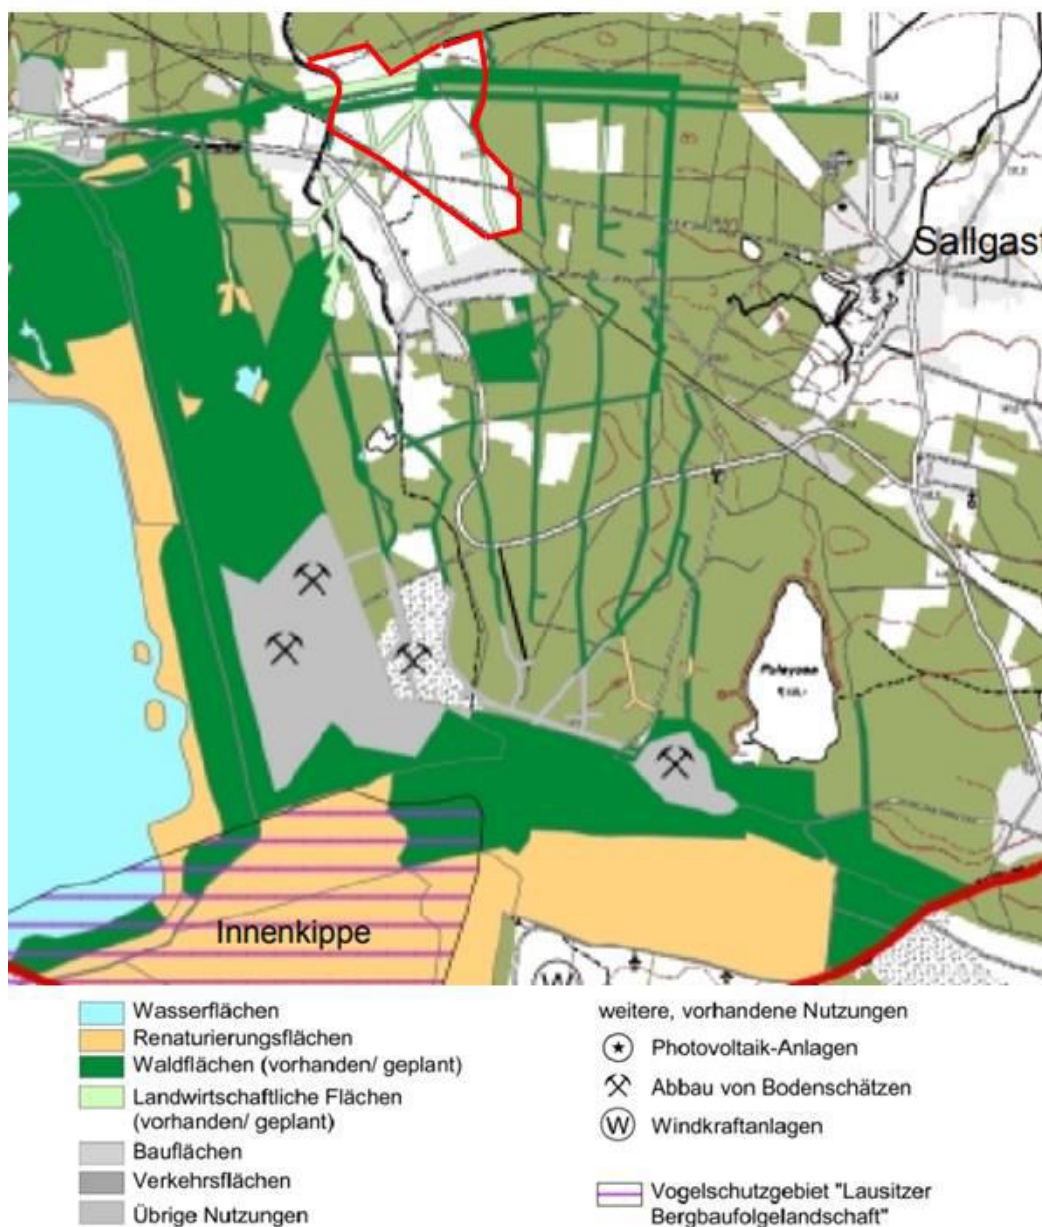 Sallgast
Innenkippe
W
Wasserflächen
Renaturierungsflächen
Waldflächen (vorhanden/ geplant)
Landwirtschaftliche Flächen
(vorhanden/ geplant)
Bauflächen
Verkehrsflächen
Übrige Nutzungen
weitere, vorhandene Nutzungen
Photovoltaik-Anlagen
Abbau von Bodenschätzen
W Windkraftanlagen
Vogelschutzgebiet "Lausitzer
Bergbaufolgelandschaft"